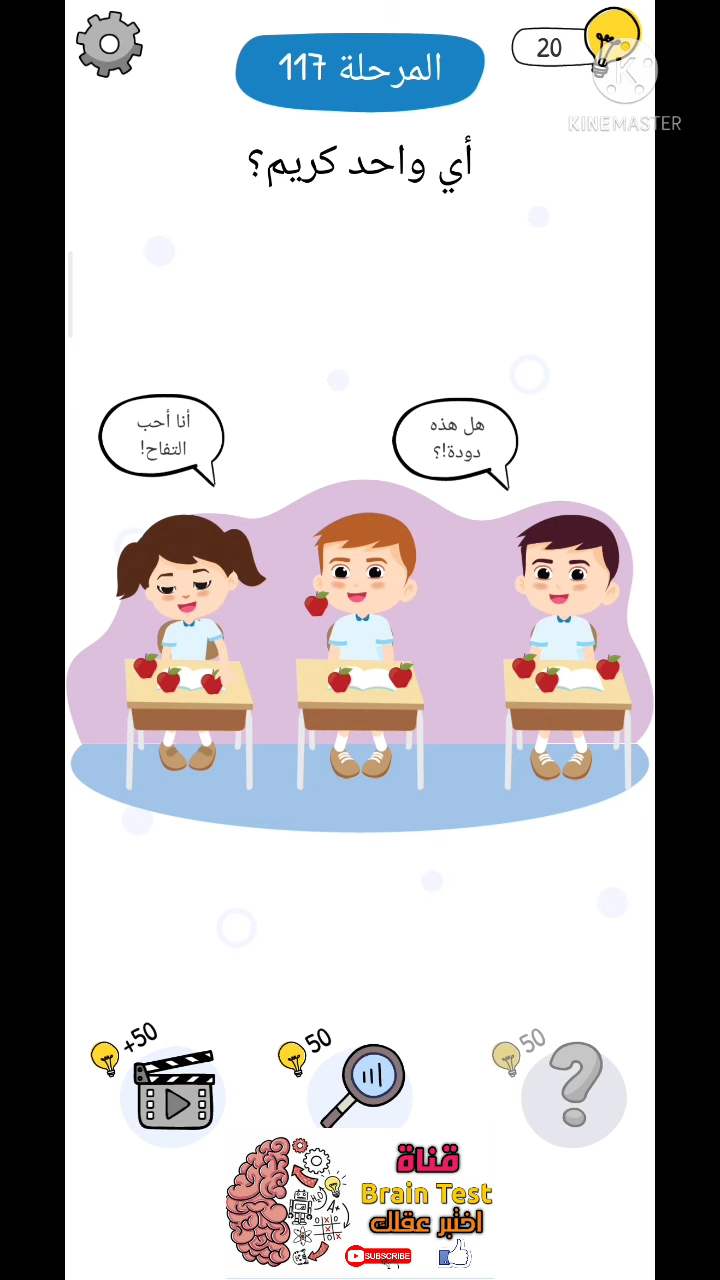 المرحلة 117
20
KINEMASTER
أي واحد كريم؟
أنا أحب
التفاح!
هل هذه
دودة!؟
+50
50
50
قناة
Brain Test
اختبر عقلك
SUBSCRIBE